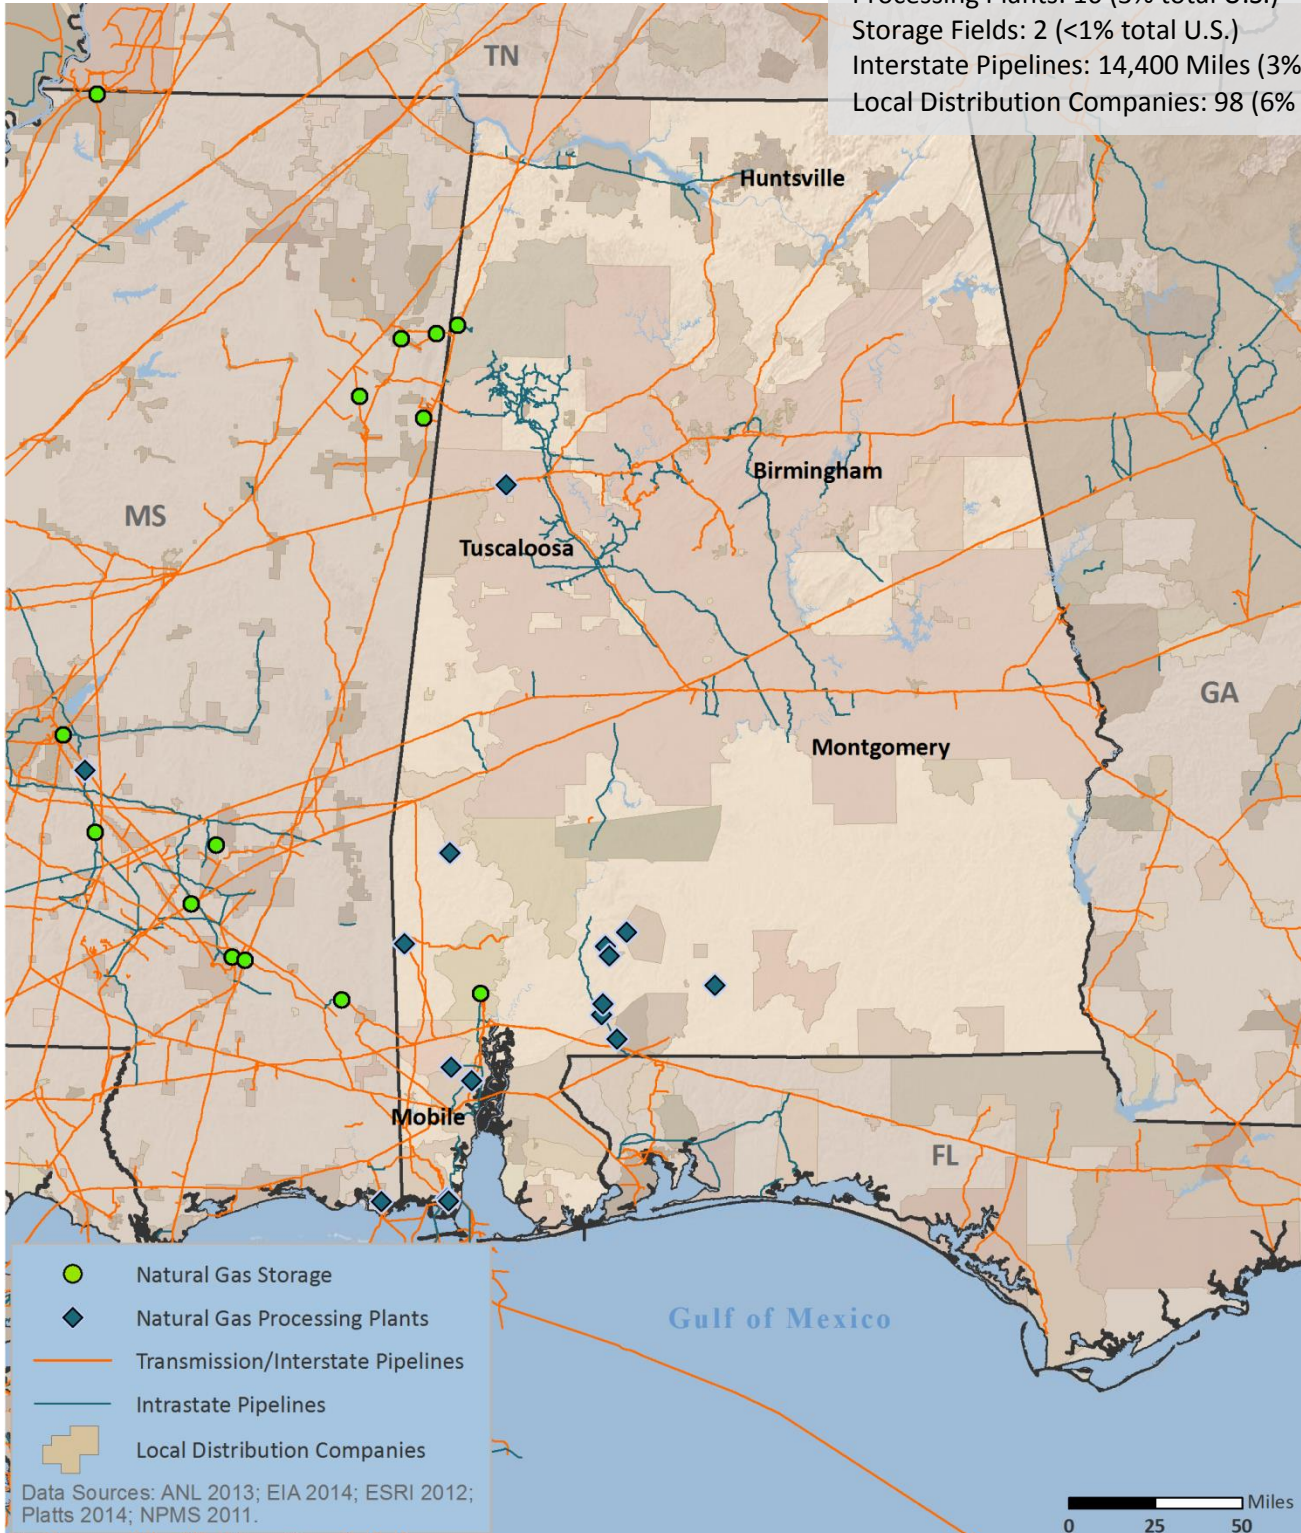 Storage Fields: 2 (<1% total U.S.)
Interstate Pipelines: 14,400 Miles (3%
Local Distribution Companies: 98 (6%
TN
Huntsville
Birmingham
MS
Tuscaloosa
GA
Montgomery
Mobile
FL
Gulf of Mexico
Natural Gas Storage
Natural Gas Processing Plants
Transmission/Interstate Pipelines
Intrastate Pipelines
Local Distribution Companies
Data Sources: ANL 2013; EIA 2014; ESRI 2012;
Platts 2014; NPMS 2011.
Miles
0 25 50